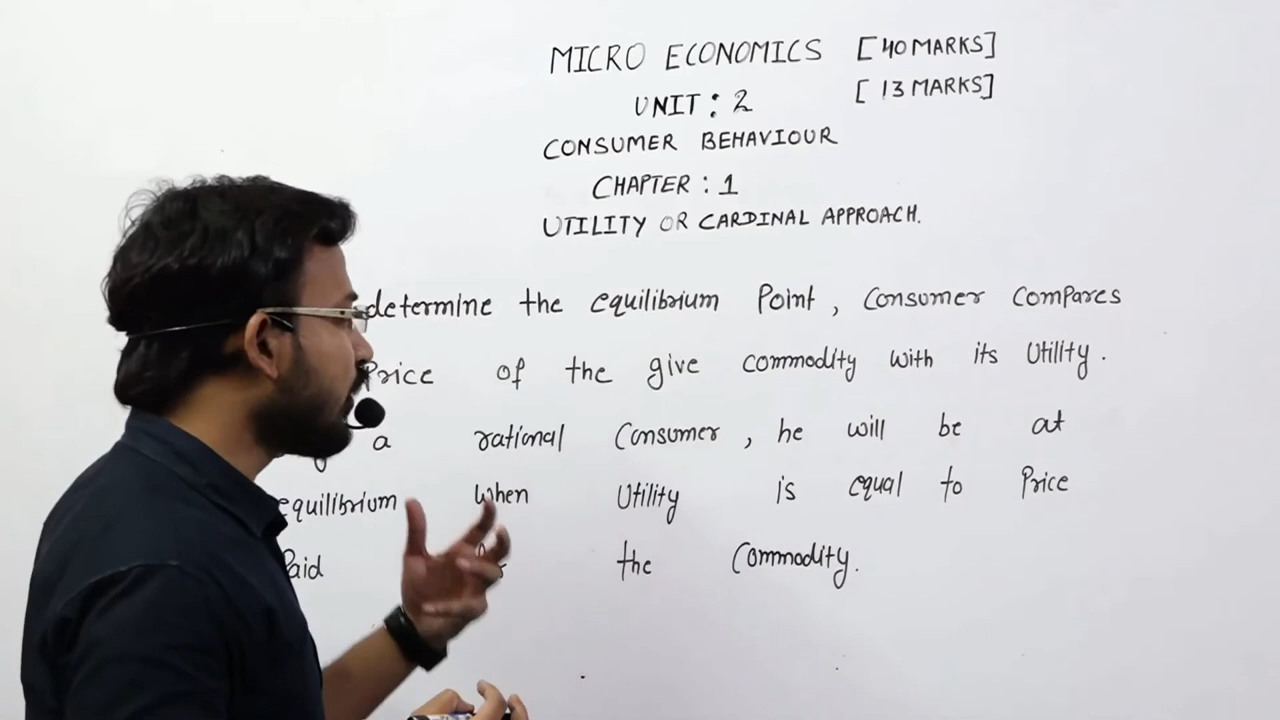 MICRO ECONOMICS [40 MARKS]
UNIT : 2 [13 MARKS]
CONSUMER BEHAVIOUR
CHAPTER : 1
UTILITY OR CARDINAL APPROACH.
determine the equilibrium Point, Consumer Compares
Price of the give commodity with its Utility.
a rational Consumer, he will be at
equilibrium when Utility is equal to Price
Paid the Commodity.